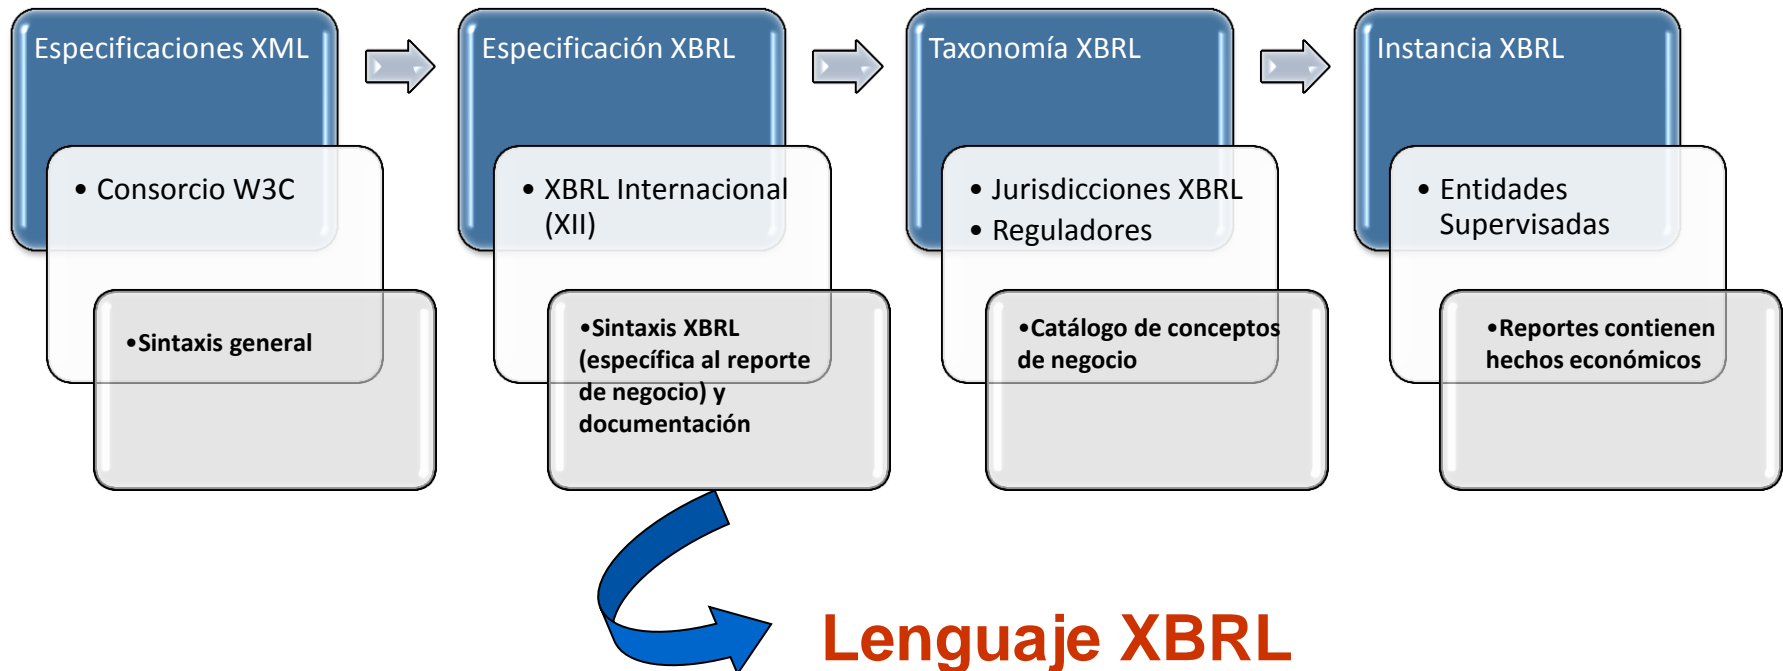 Especificaciones XML
• Consorcio W3C
•Sintaxis general
Especificación XBRL
• XBRL Internacional
(XII)
•Sintaxis XBRL
(específica al reporte
de negocio) y
documentación
Taxonomía XBRL
• Jurisdicciones XBRL
• Reguladores
•Catálogo de conceptos
de negocio
Instancia XBRL
• Entidades
Supervisadas
•Reportes contienen
hechos económicos
Lenguaje XBRL